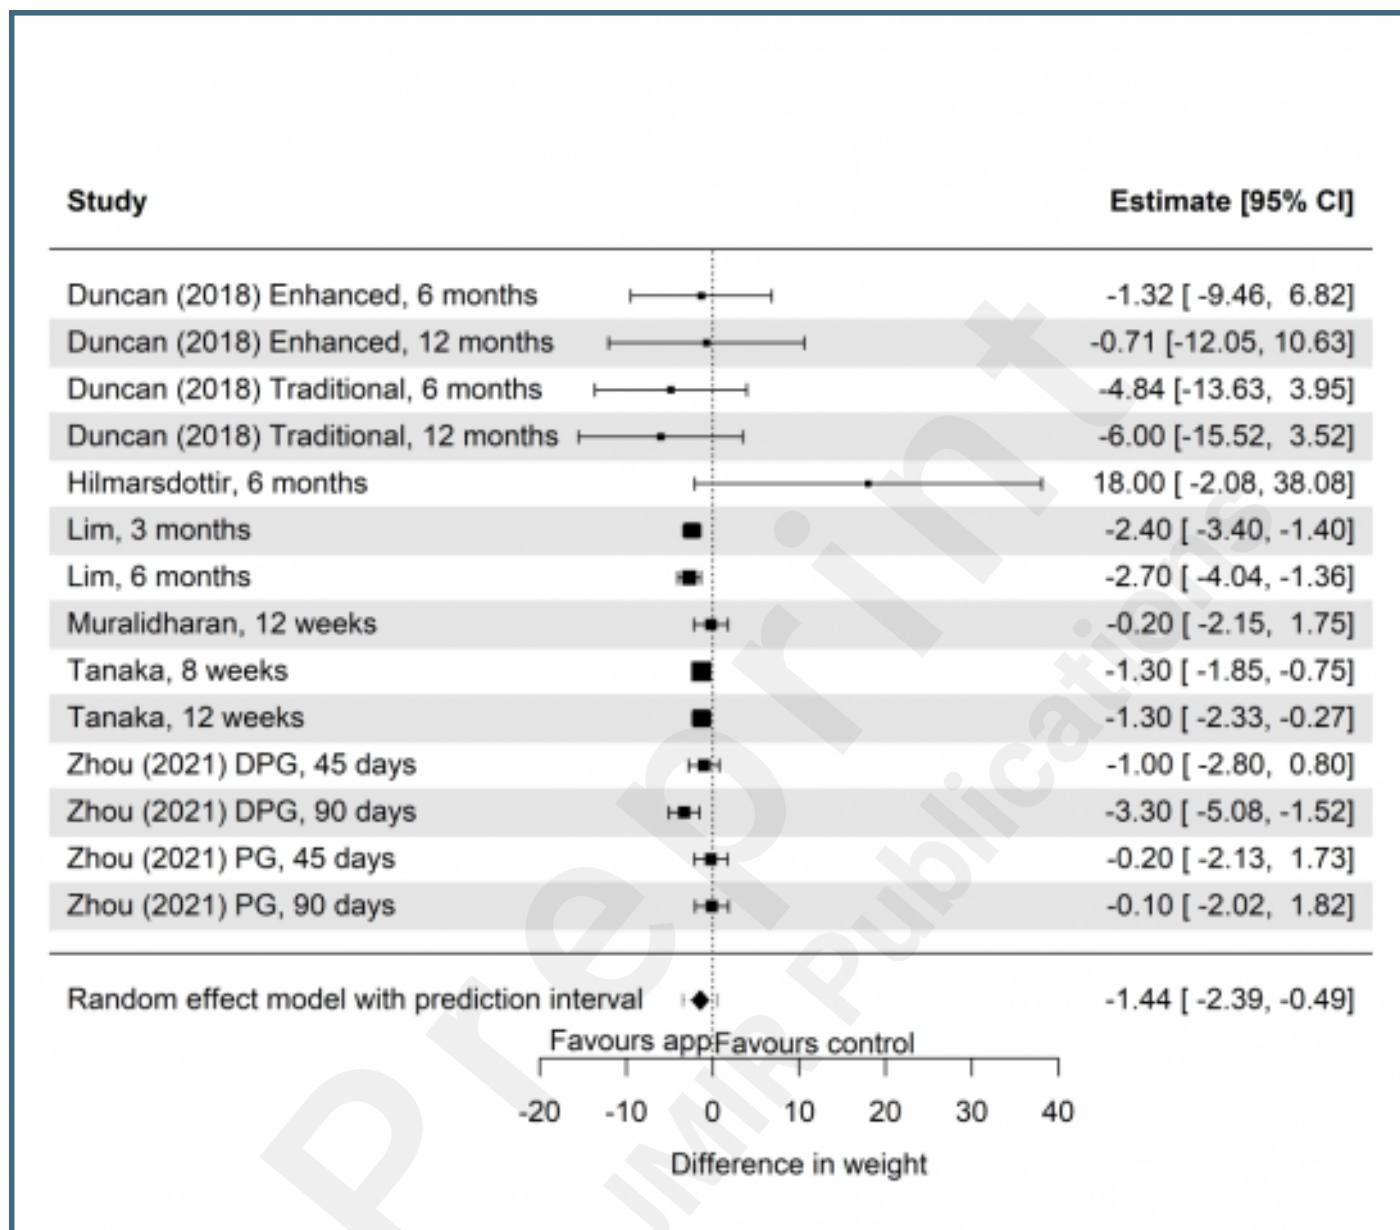 Study Estimate [95% CI]
Duncan (2018) Enhanced, 6 months -1.32 [ -9.46, 6.82]
Duncan (2018) Enhanced, 12 months -0.71 [-12.05, 10.63]
Duncan (2018) Traditional, 6 months -4.84 [-13.63, 3.95]
Duncan (2018) Traditional, 12 months -6.00 [-15.52, 3.52]
Hilmarsdottir, 6 months 18.00 [ -2.08, 38.08]
Lim, 3 months -2.40 [ -3.40, -1.40]
Lim, 6 months -2.70 [ -4.04, -1.36]
Muralidharan, 12 weeks -0.20 [ -2.15, 1.75]
Tanaka, 8 weeks -1.30 [ -1.85, -0.75]
Tanaka, 12 weeks -1.30 [ -2.33, -0.27]
Zhou (2021) DPG, 45 days -1.00 [ -2.80, 0.80]
Zhou (2021) DPG, 90 days -3.30 [ -5.08, -1.52]
Zhou (2021) PG, 45 days -0.20 [ -2.13, 1.73]
Zhou (2021) PG, 90 days -0.10 [ -2.02, 1.82]
Random effect model with prediction interval -1.44 [ -2.39, -0.49]
Favours app Favours control
-20 -10 0 10 20 30 40
Difference in weight
Preprint
JMIR Publications